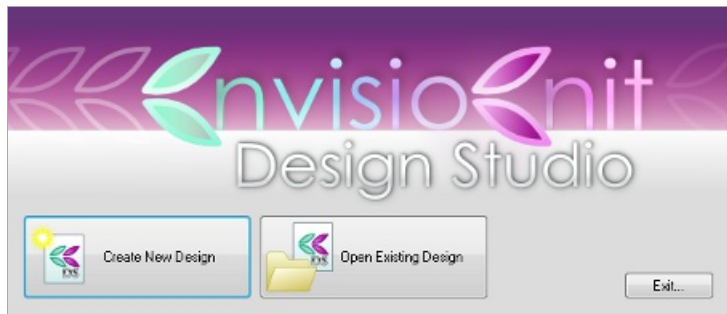 EnvisioKnit
Design Studio
Create New Design
Open Existing Design
Exit...